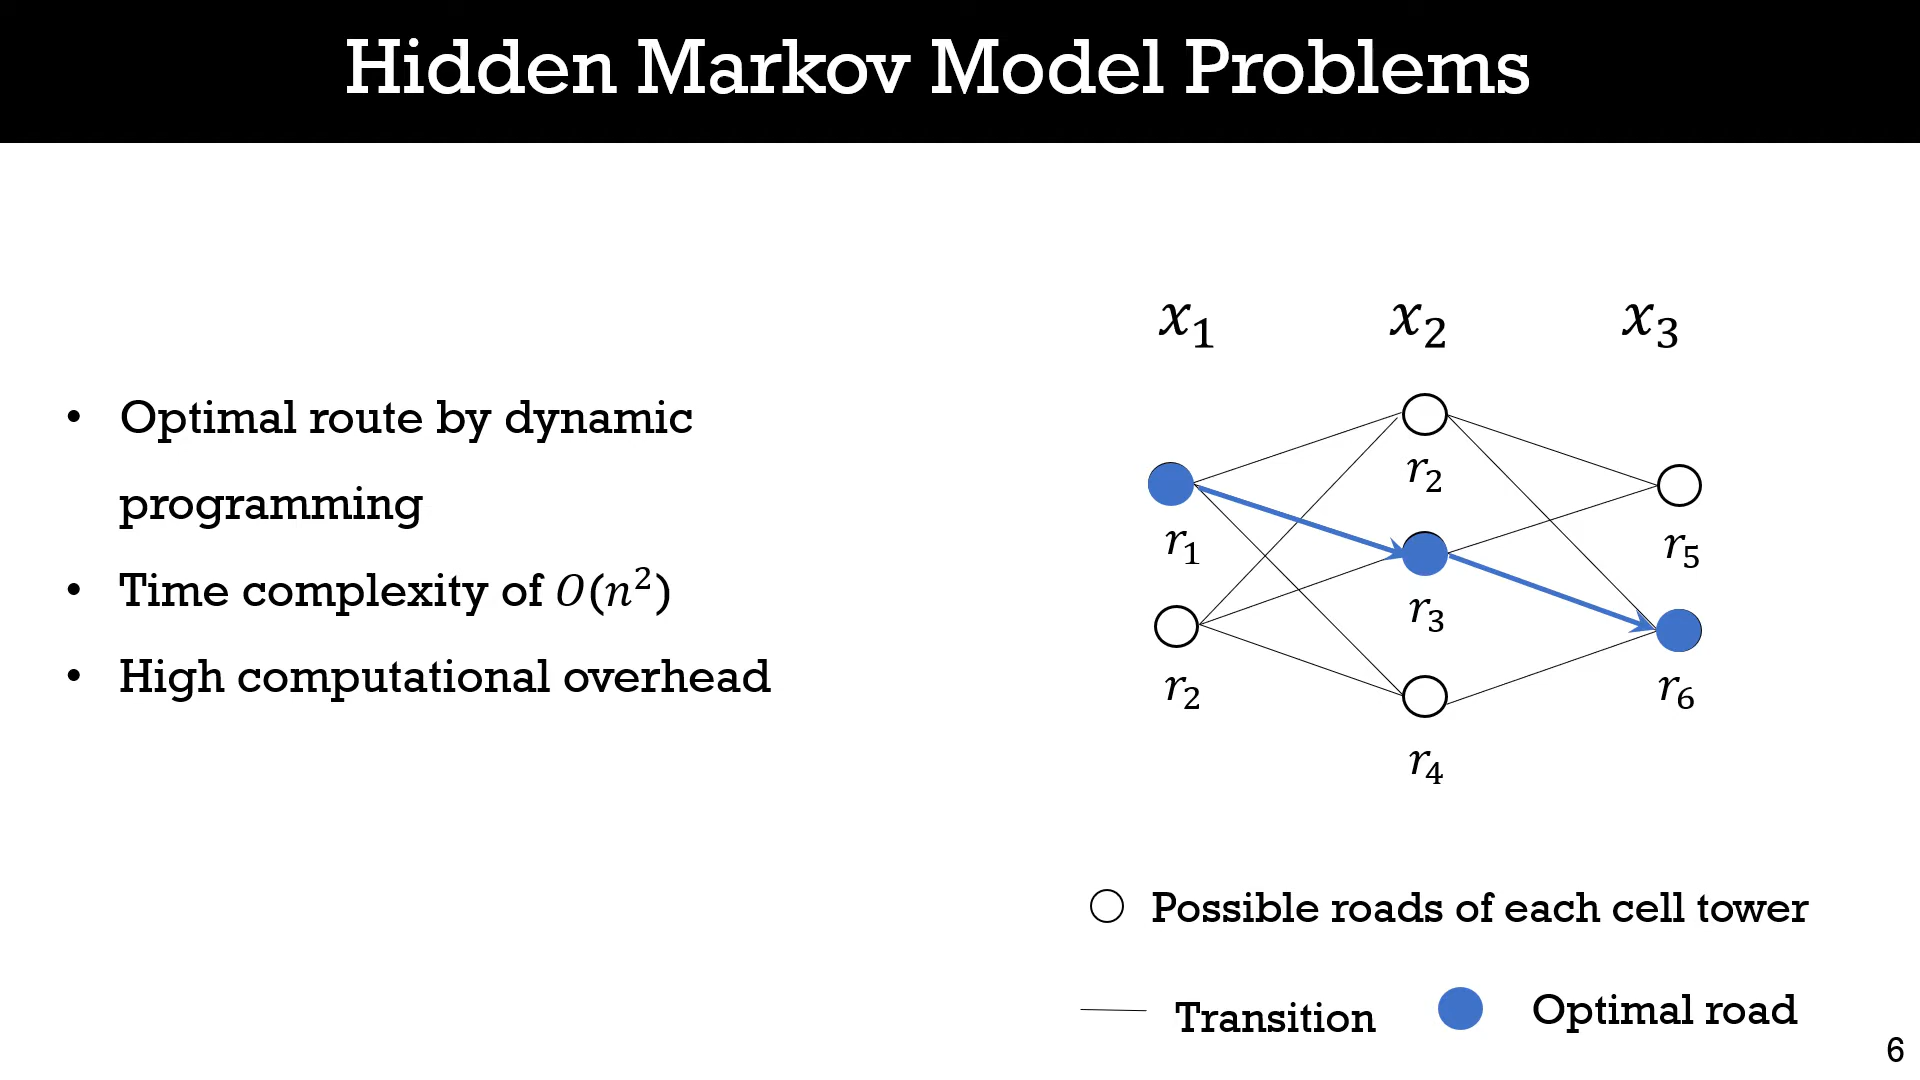 Hidden Markov Model Problems
• Optimal route by dynamic
programming
• Time complexity of 𝑂(𝑛²)
• High computational overhead
𝑥₁ 𝑥₂ 𝑥₃
𝑟₂
𝑟₁ 𝑟₅
𝑟₃
𝑟₂ 𝑟₆
𝑟₄
Possible roads of each cell tower
Transition Optimal road
6